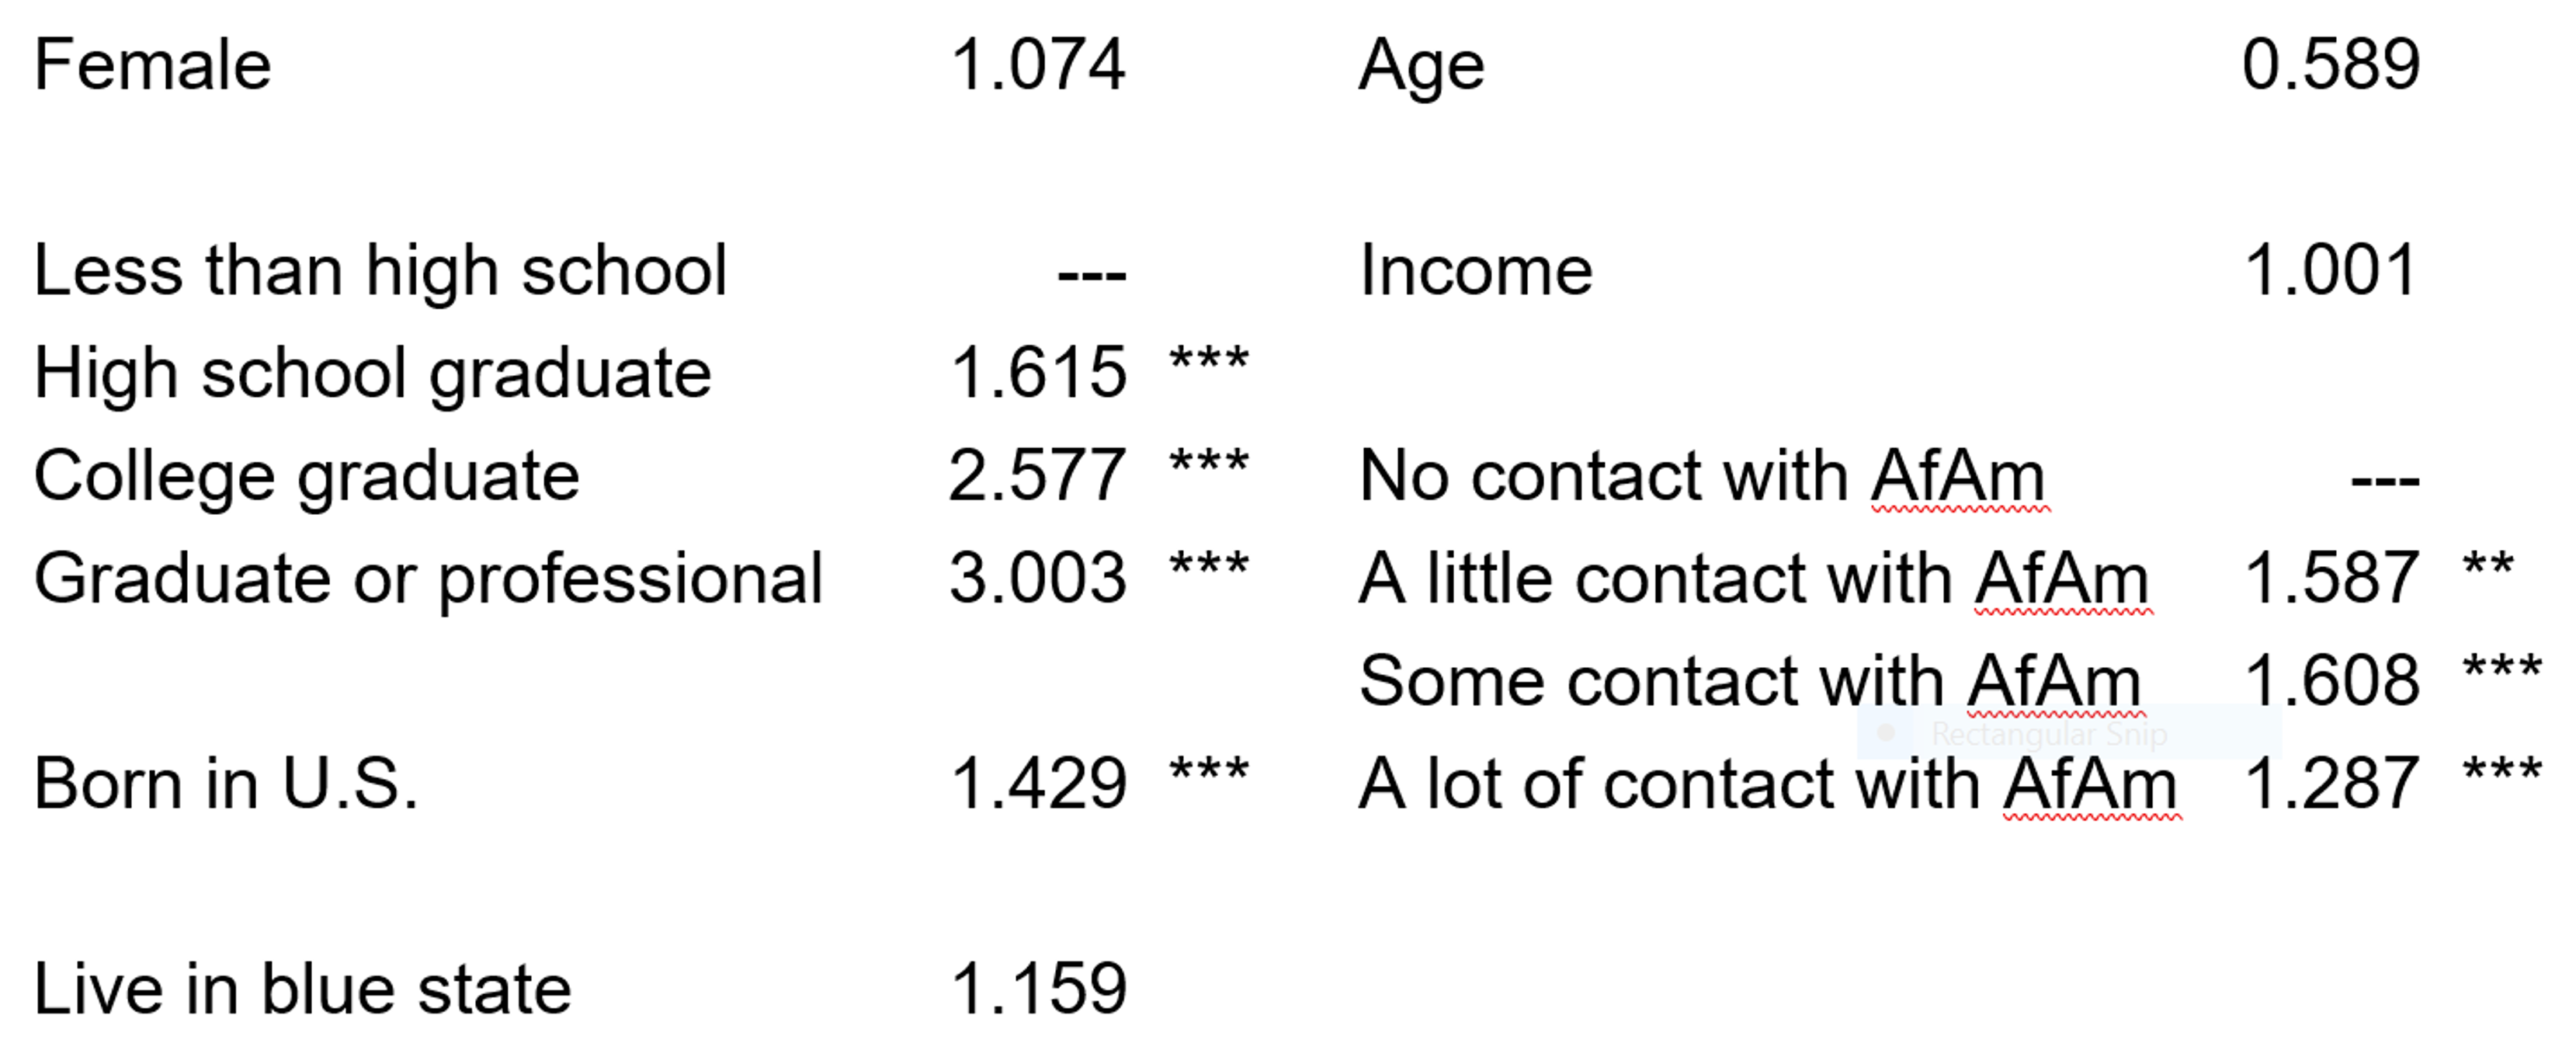 Female 1.074 Age 0.589
Less than high school --- Income 1.001
High school graduate 1.615 ***
College graduate 2.577 *** No contact with AfAm ---
Graduate or professional 3.003 *** A little contact with AfAm 1.587 **
Some contact with AfAm 1.608 ***
Rectangular Snip
Born in U.S. 1.429 *** A lot of contact with AfAm 1.287 ***
Live in blue state 1.159